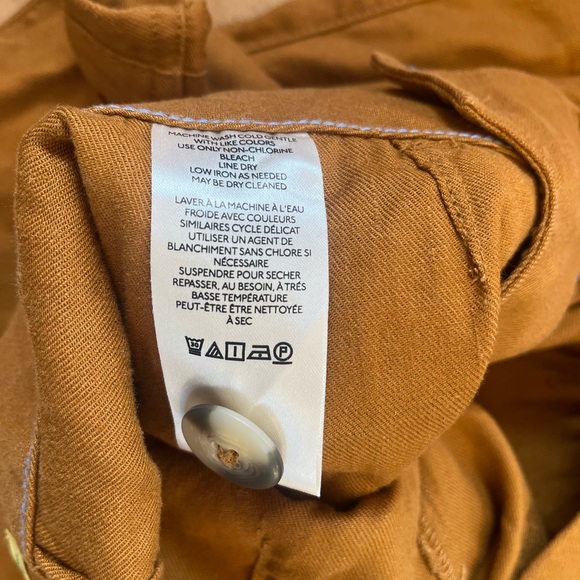 MACHINE WASH COLD GENTLE
WITH LIKE COLORS
USE ONLY NON-CHLORINE
BLEACH
LINE DRY
LOW IRON AS NEEDED
MAY BE DRY CLEANED
LAVER À LA MACHINE À L'EAU
FROIDE AVEC COULEURS
SIMILAIRES CYCLE DÉLICAT
UTILISER UN AGENT DE
BLANCHIMENT SANS CHLORE SI
NÉCESSAIRE
SUSPENDRE POUR SECHER
REPASSER, AU BESOIN, À TRÉS
BASSE TEMPÉRATURE
PEUT-ÊTRE ÊTRE NETTOYÉE
À SEC
30 P